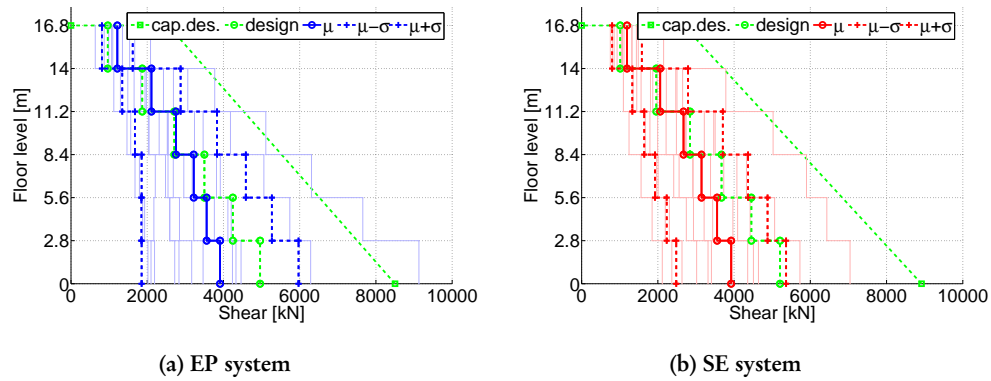 cap.des. design μ μ−σ μ+σ
16.8
14
11.2
8.4
5.6
2.8
0
Floor level [m]
0 2000 4000 6000 8000 10000
Shear [kN]
(a) EP system
cap.des. design μ μ−σ μ+σ
16.8
14
11.2
8.4
5.6
2.8
0
Floor level [m]
0 2000 4000 6000 8000 10000
Shear [kN]
(b) SE system